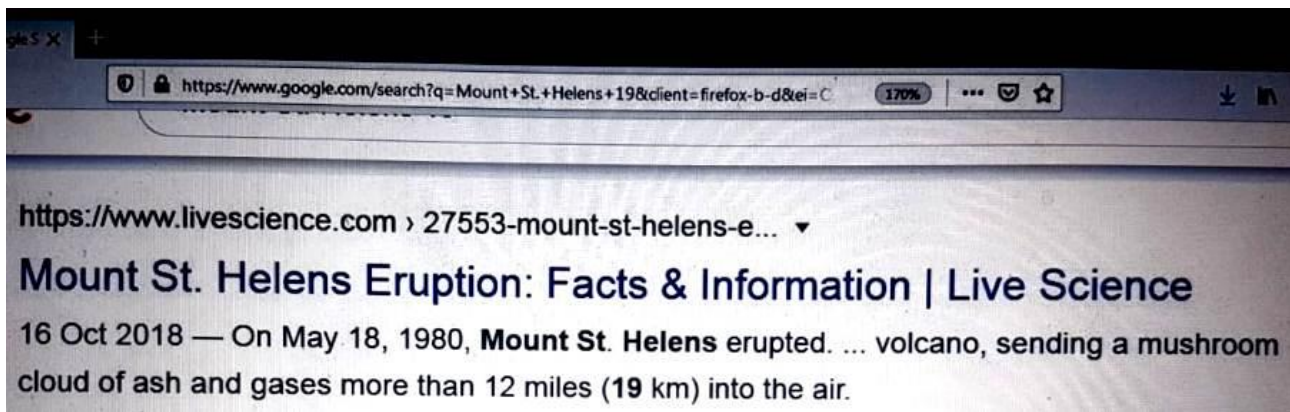 https://www.google.com/search?q=Mount+St.+Helens+19&client=firefox-b-d&ei=C
170%
https://www.livescience.com › 27553-mount-st-helens-e...
Mount St. Helens Eruption: Facts & Information | Live Science
16 Oct 2018 — On May 18, 1980, Mount St. Helens erupted. ... volcano, sending a mushroom
cloud of ash and gases more than 12 miles (19 km) into the air.